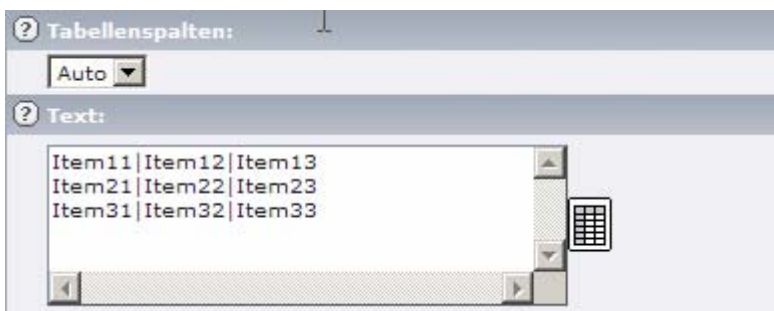 ? Tabellenspalten:
Auto
? Text:
Item11|Item12|Item13
Item21|Item22|Item23
Item31|Item32|Item33